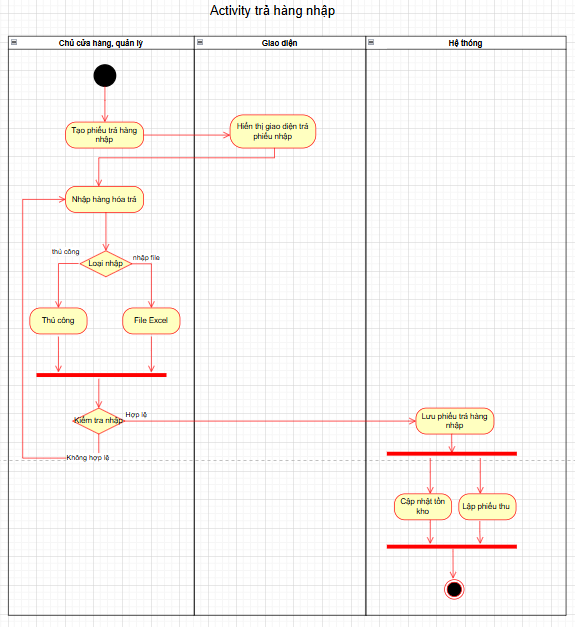 Activity trả hàng nhập
Chủ cửa hàng, quản lý
Giao diện
Hệ thống
Tạo phiếu trả hàng
nhập
Hiển thị giao diện trả
phiếu nhập
Nhập hàng hóa trả
thủ công
Loại nhập
nhập file
Thủ công
File Excel
Kiểm tra nhập
Hợp lệ
Lưu phiếu trả hàng
nhập
Không hợp lệ
Cập nhật tồn
kho
Lập phiếu thu